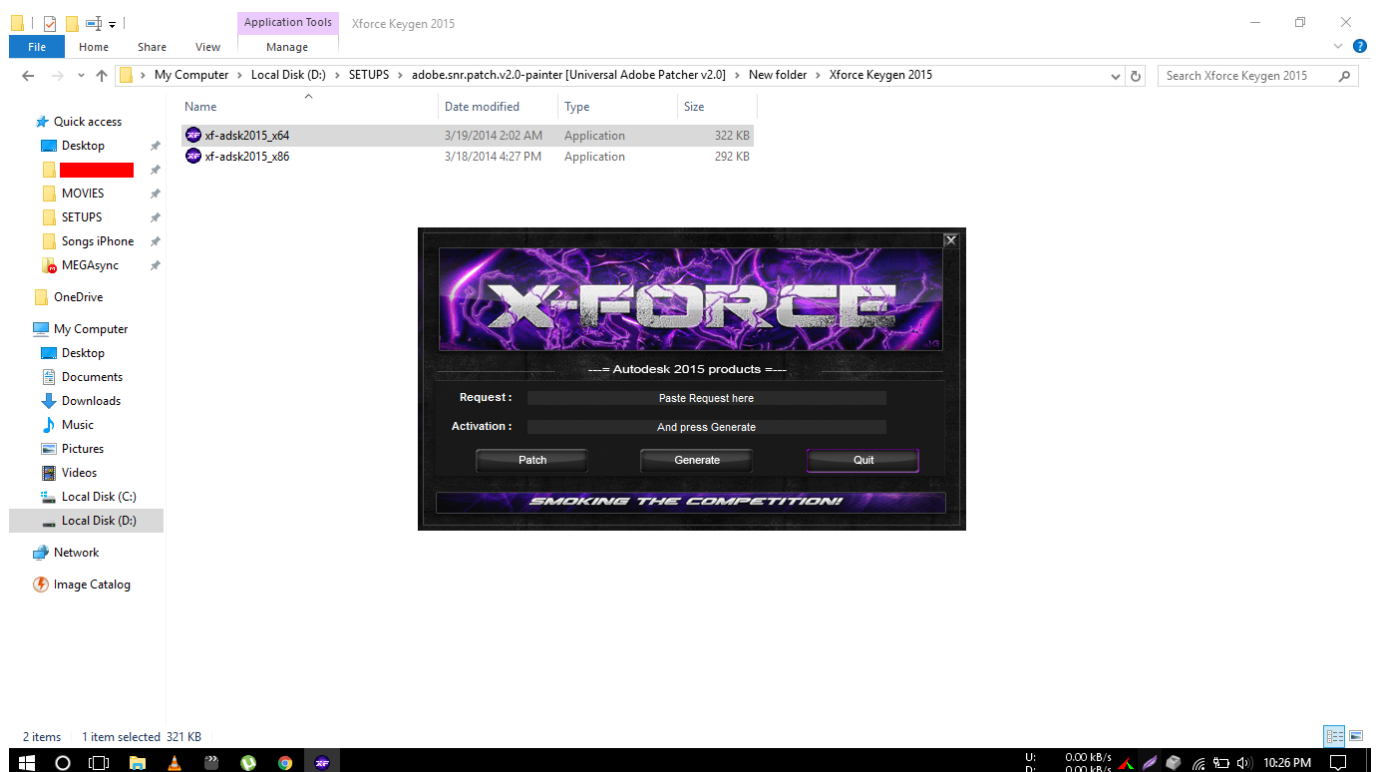 Application Tools
Xforce Keygen 2015
File Home Share View Manage
My Computer > Local Disk (D:) > SETUPS > adobe.snr.patch.v2.0-painter [Universal Adobe Patcher v2.0] > New folder > Xforce Keygen 2015
Search Xforce Keygen 2015
Name Date modified Type Size
xf-adsk2015_x64 3/19/2014 2:02 AM Application 322 KB
xf-adsk2015_x86 3/18/2014 4:27 PM Application 292 KB
Quick access
Desktop
MOVIES
SETUPS
Songs iPhone
MEGAsync
OneDrive
My Computer
Desktop
Documents
Downloads
Music
Pictures
Videos
Local Disk (C:)
Local Disk (D:)
Network
Image Catalog
X-FORCE
---= Autodesk 2015 products =---
Request : Paste Request here
Activation : And press Generate
Patch Generate Quit
SMOKING THE COMPETITION!
2 items 1 item selected 321 KB
XF
U: 0.00 kB/s
D: 0.00 kB/s
10:26 PM